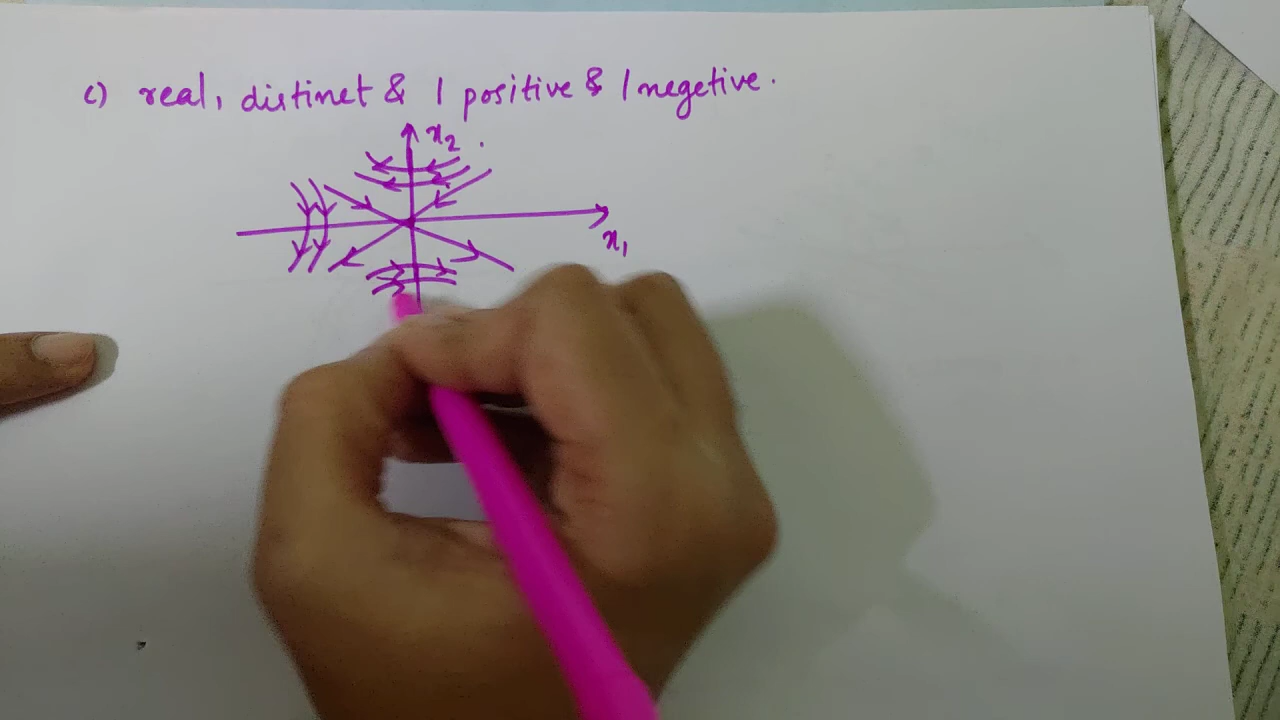 c) real, distinct & 1 positive & 1 negetive.
x₂
x₁